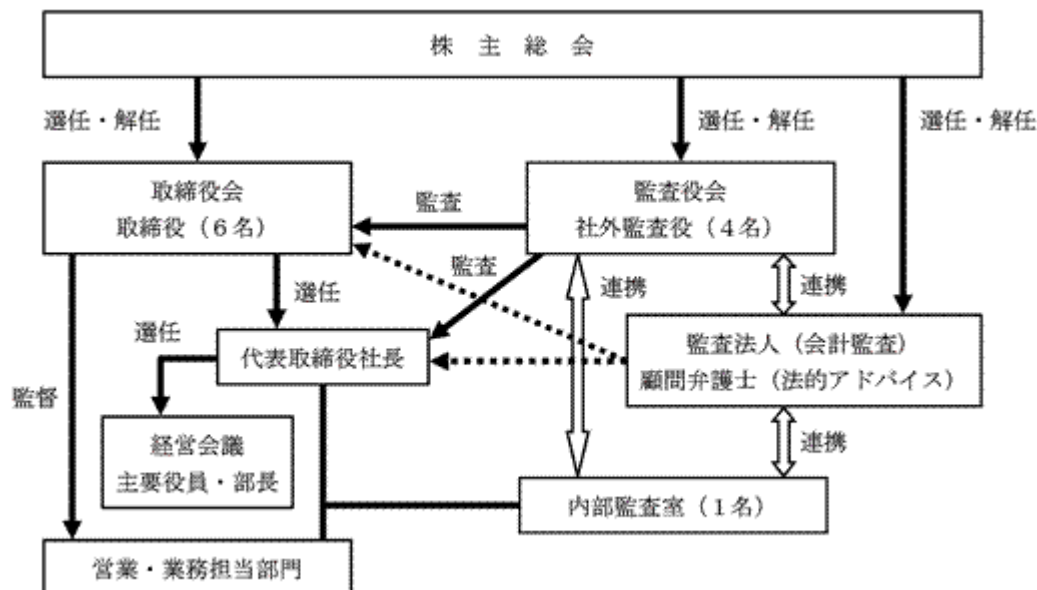 株主総会
選任・解任
選任・解任
選任・解任
取締役会
取締役（6名）
監査
監査役会
社外監査役（4名）
監査
選任
連携
連携
選任
代表取締役社長
監査法人（会計監査）
顧問弁護士（法的アドバイス）
監督
経営会議
主要役員・部長
連携
内部監査室（1名）
営業・業務担当部門